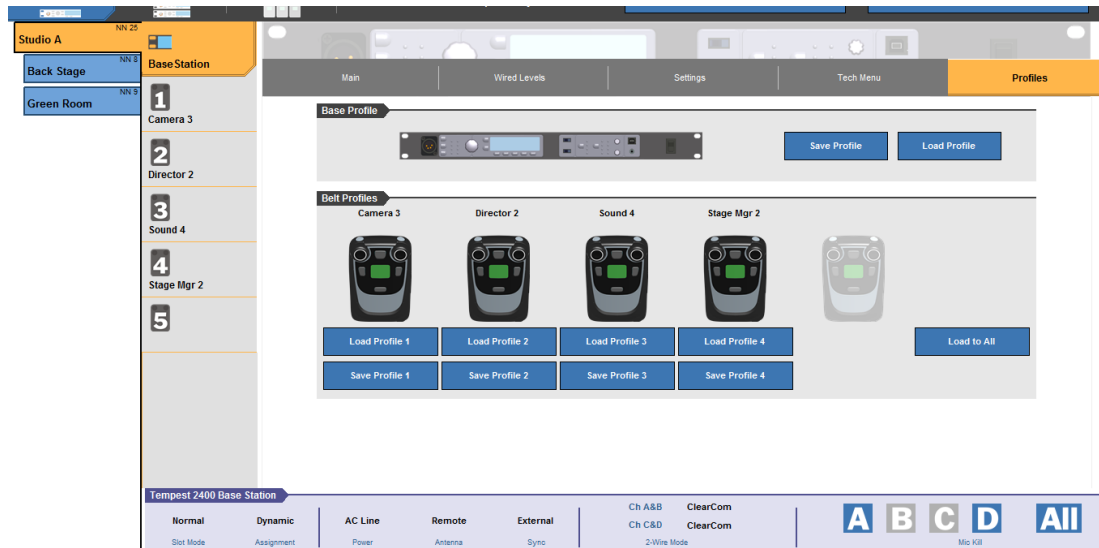 NN 25
Studio A
NN 8
Back Stage
NN 9
Green Room
BaseStation
1
Camera 3
2
Director 2
3
Sound 4
4
Stage Mgr 2
5
Main
Wired Levels
Settings
Tech Menu
Profiles
Base Profile
Save Profile
Load Profile
Belt Profiles
Camera 3
Director 2
Sound 4
Stage Mgr 2
Load Profile 1
Load Profile 2
Load Profile 3
Load Profile 4
Load to All
Save Profile 1
Save Profile 2
Save Profile 3
Save Profile 4
Tempest 2400 Base Station
Normal
Slot Mode
Dynamic
Assignment
AC Line
Power
Remote
Antenna
External
Sync
Ch A&B ClearCom
Ch C&D ClearCom
2-Wire Mode
A B C D All
Mic Kill